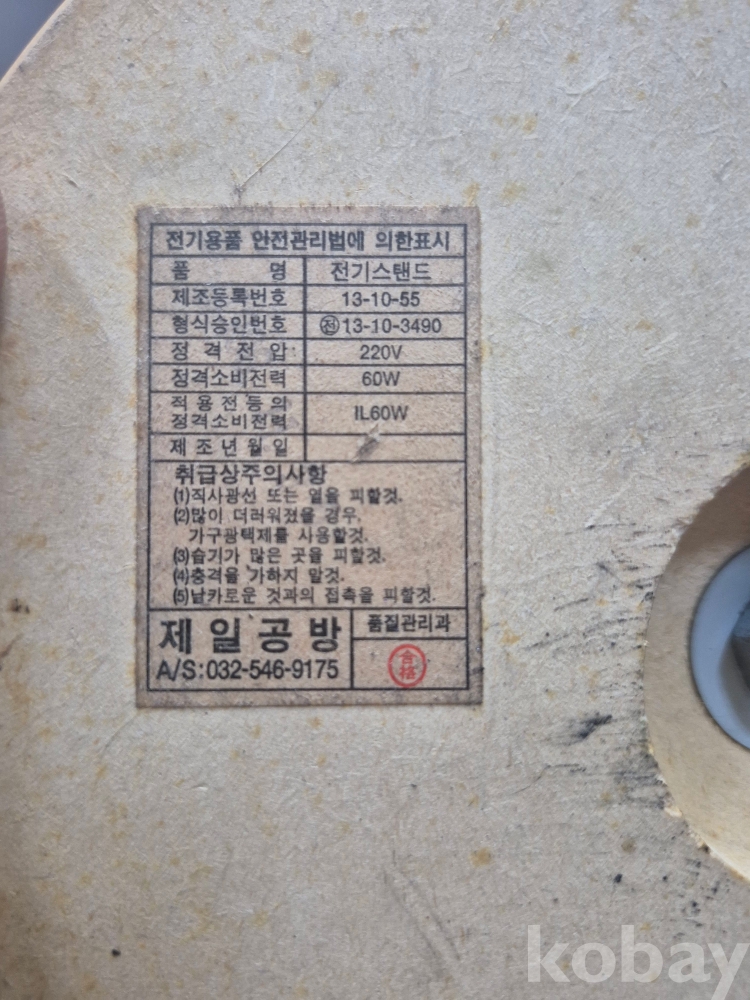 전기용품 안전관리법에 의한표시
품 명 전기스탠드
제조등록번호 13-10-55
형식승인번호 ㉄13-10-3490
정격전압 220V
정격소비전력 60W
적용전등의
정격소비전력 IL60W
제조년월일
취급상주의사항
(1)직사광선 또는 열을 피할것.
(2)많이 더러워졌을 경우,
가구광택제를 사용할것.
(3)습기가 많은 곳을 피할것.
(4)충격을 가하지 말것.
(5)날카로운 것과의 접촉을 피할것.
제일공방 품질관리과
A/S:032-546-9175 合格
kobay